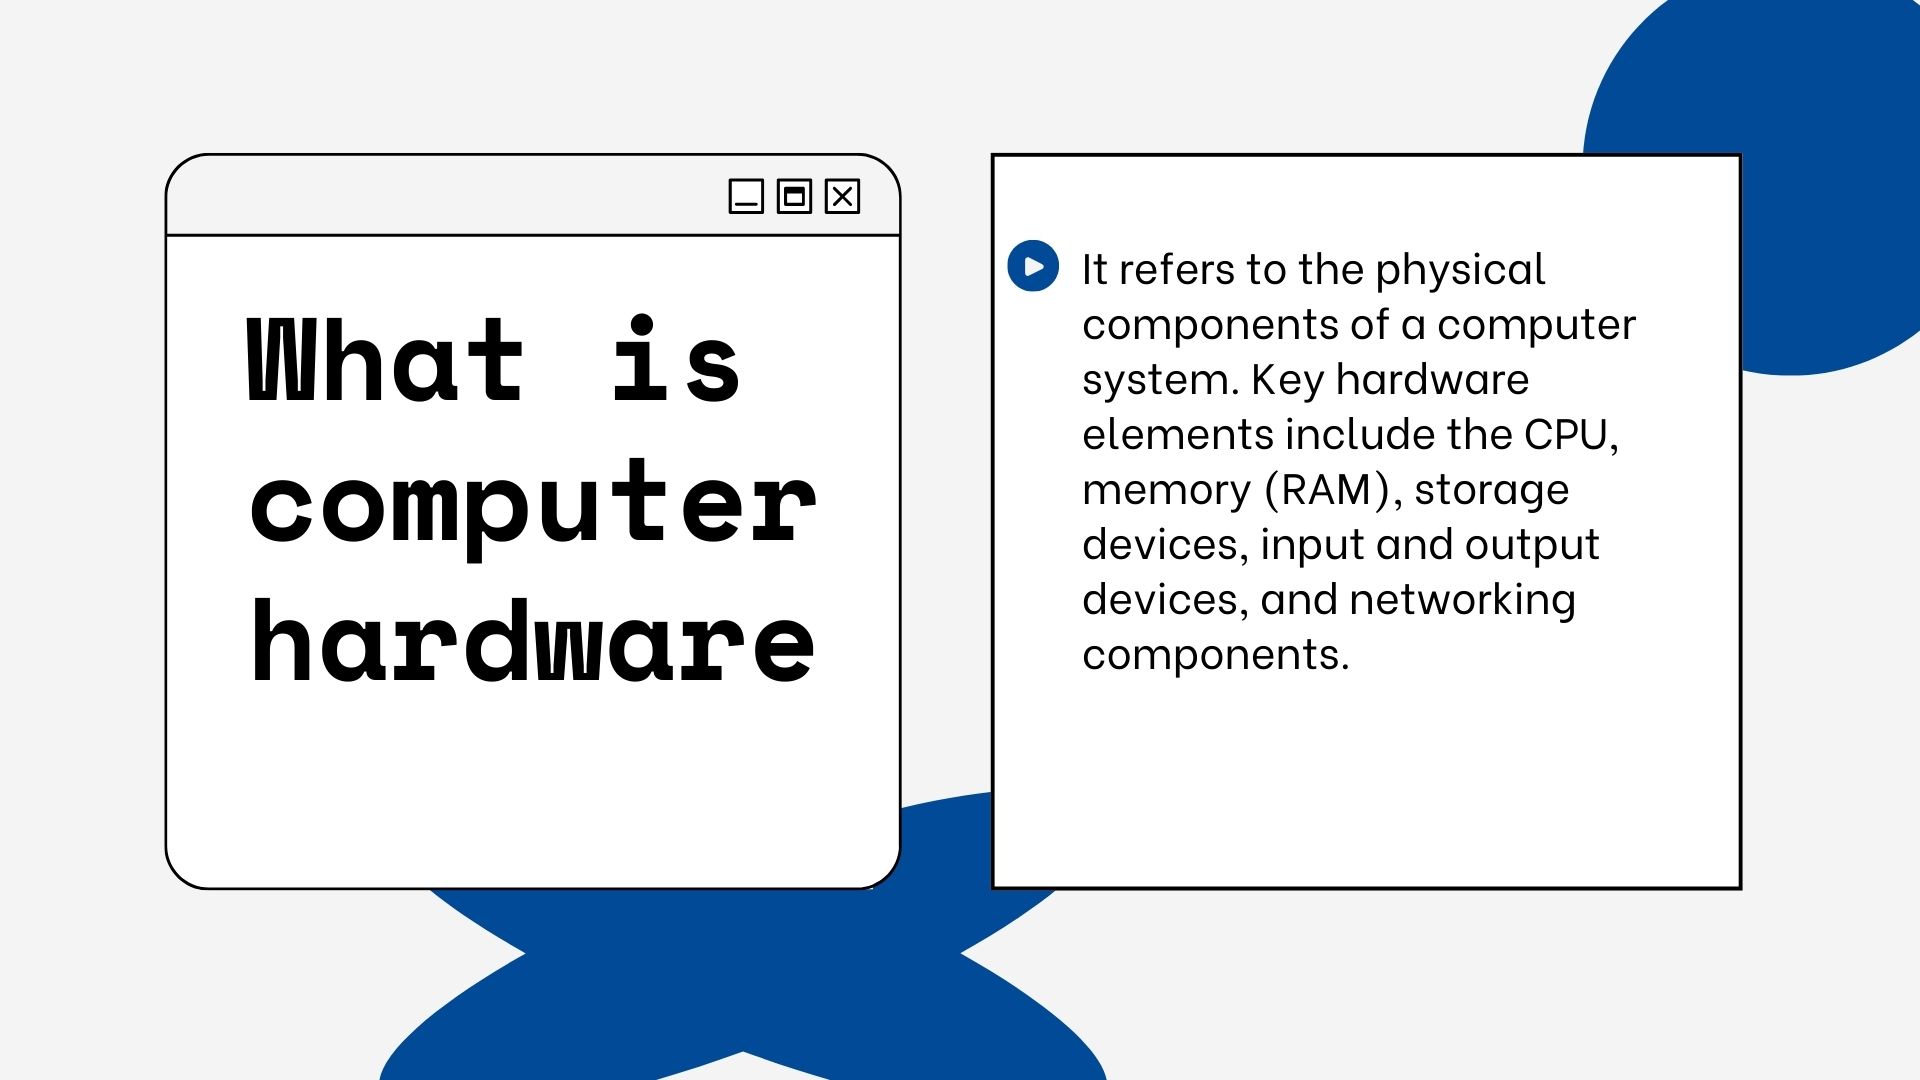 What is
computer
hardware
It refers to the physical
components of a computer
system. Key hardware
elements include the CPU,
memory (RAM), storage
devices, input and output
devices, and networking
components.